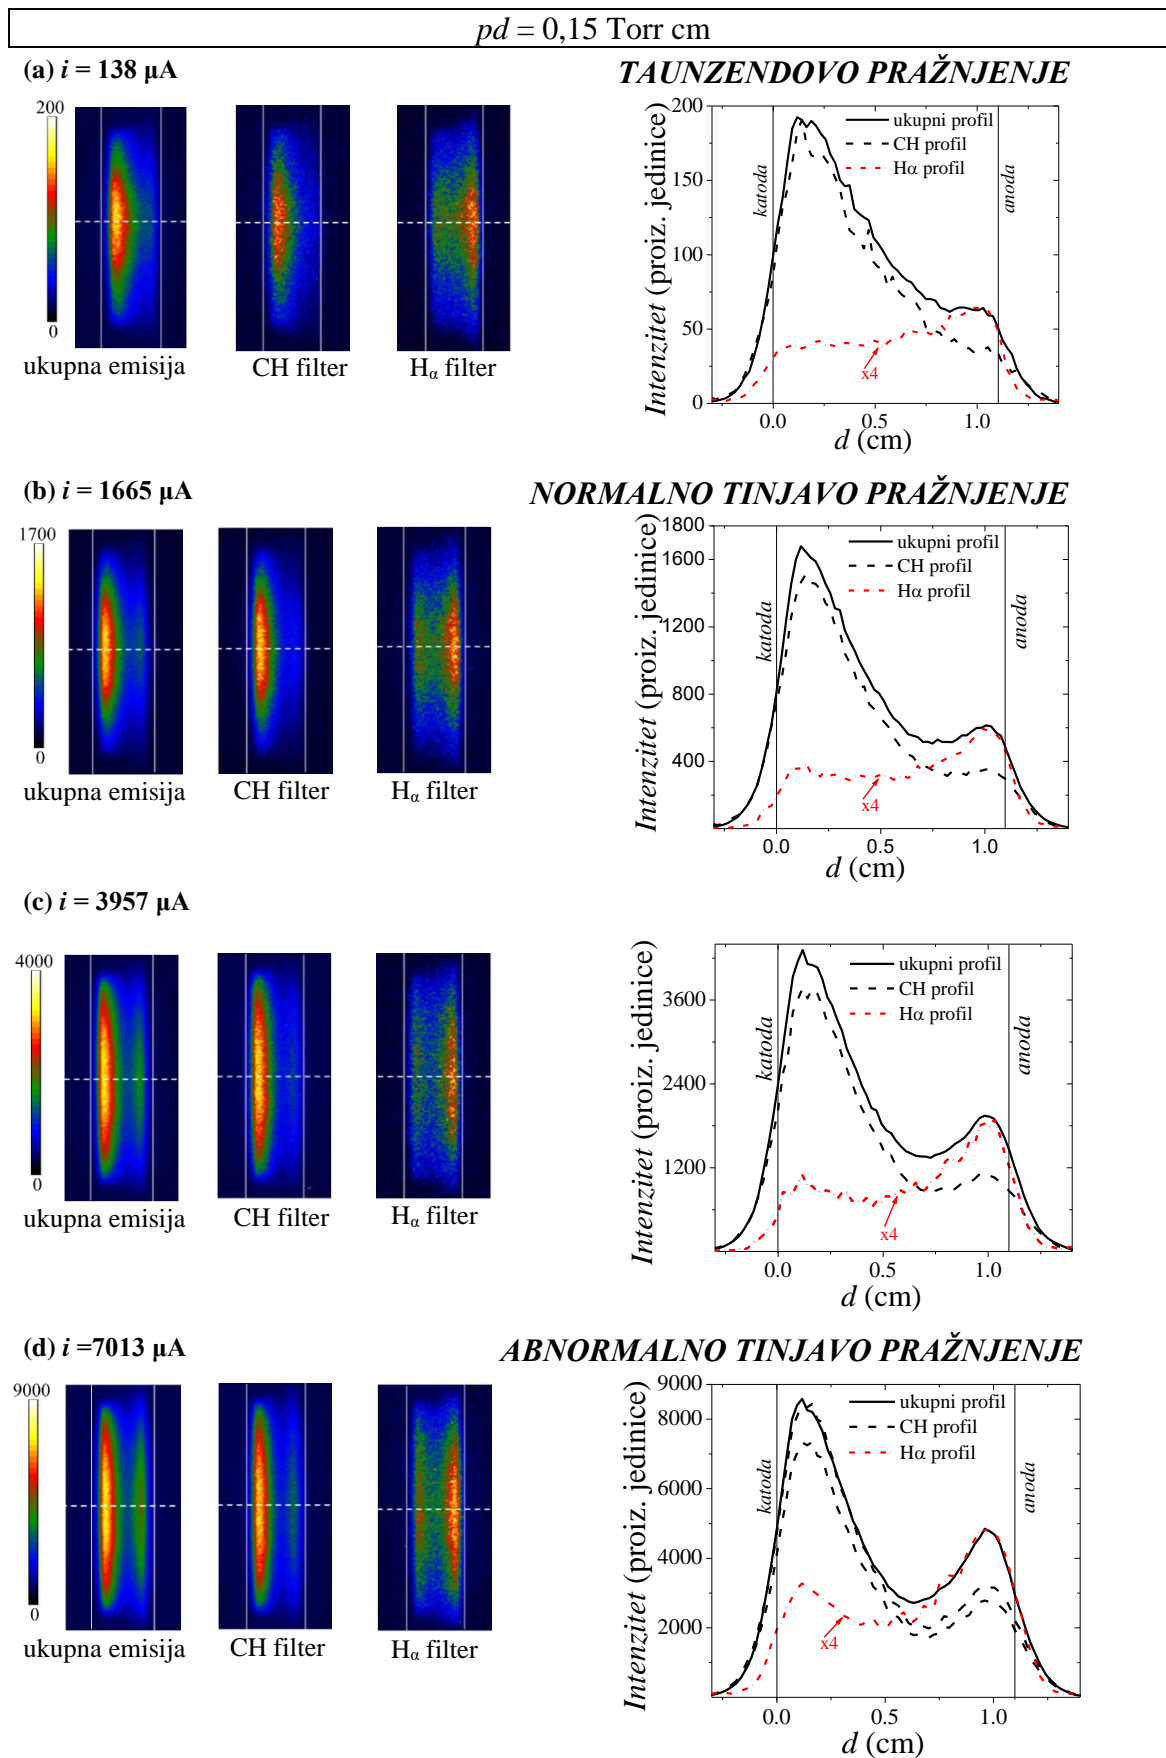 pd = 0,15 Torr cm
(a) i = 138 µA
TAUNZENDOVO PRAŽNJENJE
200
0
ukupna emisija
CH filter
Hα filter
Intenzitet (proiz. jedinice)
200
150
100
50
0
katoda
ukupni profil
CH profil
Hα profil
anoda
x4
0.0
0.5
1.0
d (cm)
(b) i = 1665 µA
NORMALNO TINJAVO PRAŽNJENJE
1700
0
ukupna emisija
CH filter
Hα filter
Intenzitet (proiz. jedinice)
1800
1600
1200
800
400
katoda
ukupni profil
CH profil
Hα profil
anoda
x4
0.0
0.5
1.0
d (cm)
(c) i = 3957 µA
4000
0
ukupna emisija
CH filter
Hα filter
Intenzitet (proiz. jedinice)
3600
2400
1200
katoda
ukupni profil
CH profil
Hα profil
anoda
x4
0.0
0.5
1.0
d (cm)
(d) i =7013 µA
ABNORMALNO TINJAVO PRAŽNJENJE
9000
0
ukupna emisija
CH filter
Hα filter
Intenzitet (proiz. jedinice)
9000
8000
6000
4000
2000
katoda
ukupni profil
CH profil
Hα profil
anoda
x4
0.0
0.5
1.0
d (cm)